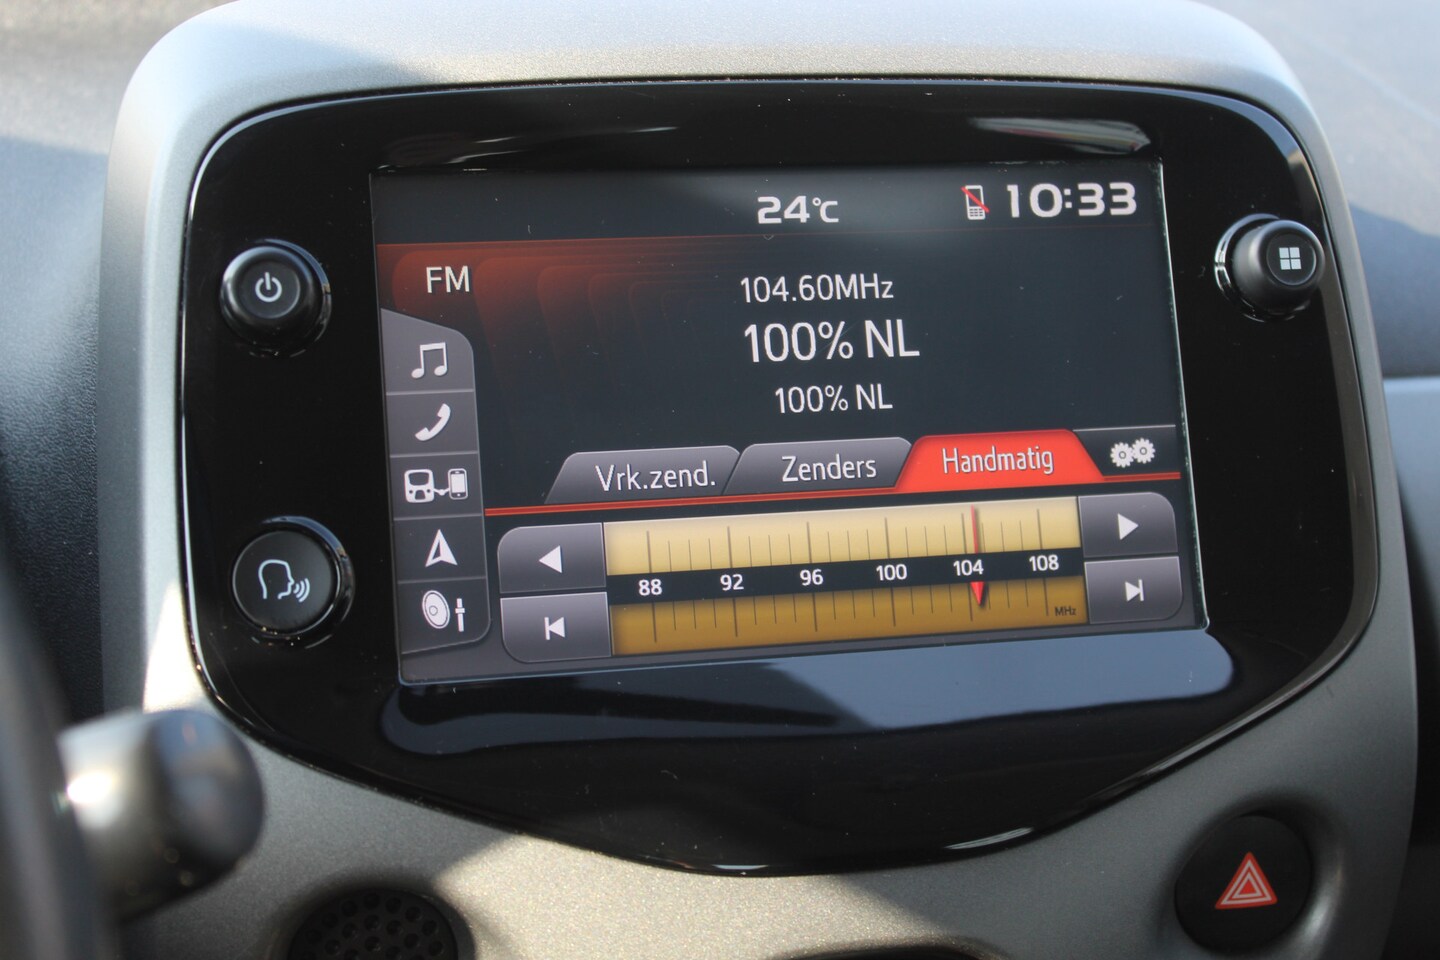 24°C
10:33
FM
104.60MHz
100% NL
100% NL
Vrk.zend.
Zenders
Handmatig
88 92 96 100 104 108
MHz